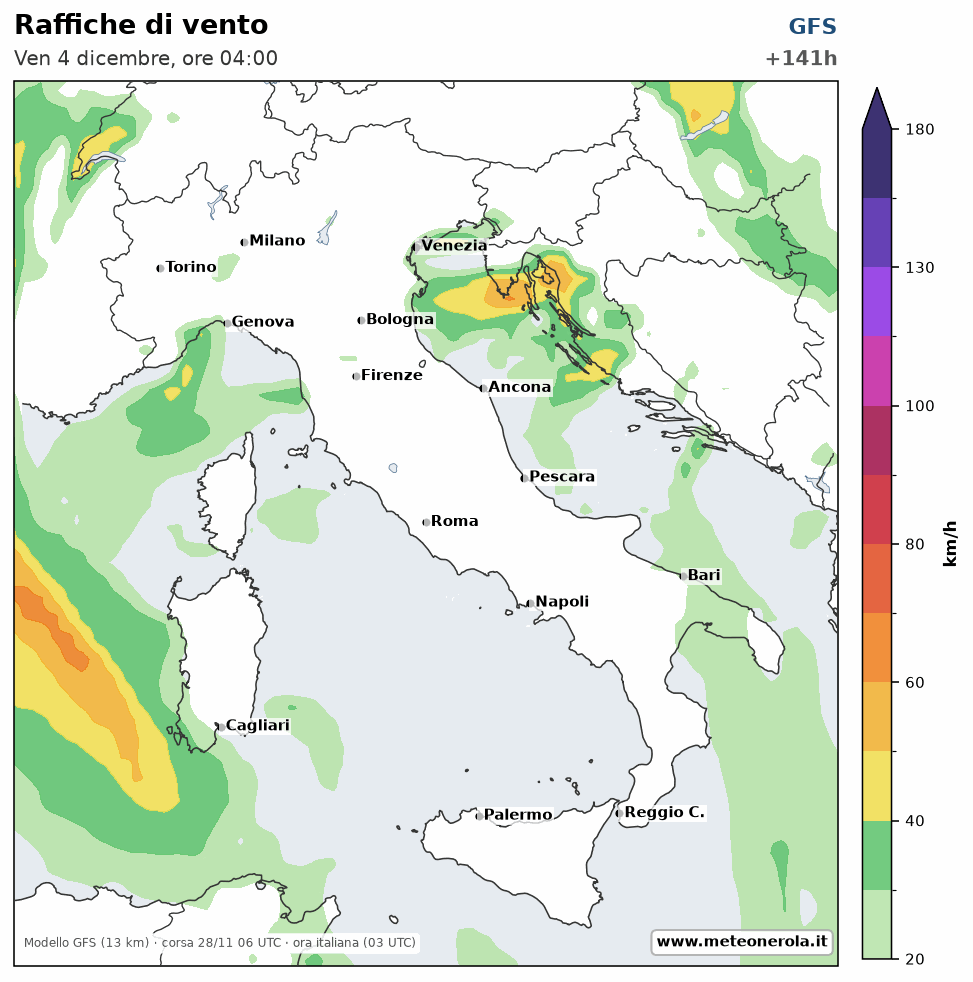 Raffiche di vento
GFS
Ven 4 dicembre, ore 04:00
+141h
180
Milano
Venezia
Torino
130
Genova
Bologna
Firenze
Ancona
100
Pescara
Roma
80
km/h
Bari
Napoli
60
Cagliari
Palermo
Reggio C.
40
Modello GFS (13 km) · corsa 28/11 06 UTC · ora italiana (03 UTC)
www.meteonerola.it
20